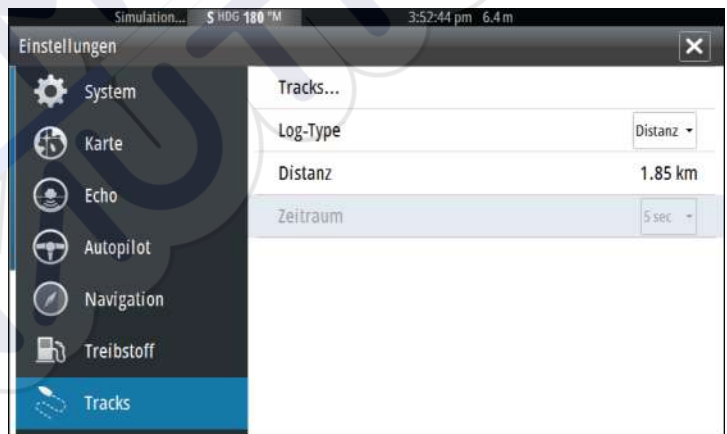 Simulation... S HDG 180 °M 3:52:44 pm 6.4 m
Einstellungen
System
Karte
Echo
Autopilot
Navigation
Treibstoff
Tracks
Tracks...
Log-Type Distanz
Distanz 1.85 km
Zeitraum 5 sec